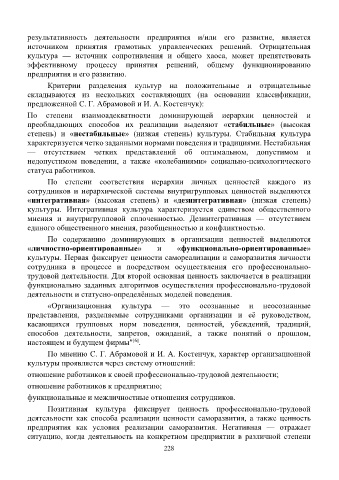 результативность деятельности предприятия и/или его развитие, является
источником принятия грамотных управленческих решений. Отрицательная
культура — источник сопротивления и общего хаоса, может препятствовать
эффективному процессу принятия решений, общему функционированию
предприятия и его развитию.
Критерии разделения культур на положительные и отрицательные
складываются из нескольких составляющих (на основании классификации,
предложенной С. Г. Абрамовой и И. А. Костенчук):
По степени взаимоадекватности доминирующей иерархии ценностей и
преобладающих способов их реализации выделяют «стабильные» (высокая
степень) и «нестабильные» (низкая степень) культуры. Стабильная культура
характеризуется четко заданными нормами поведения и традициями. Нестабильная
— отсутствием четких представлений об оптимальном, допустимом и
недопустимом поведении, а также «колебаниями» социально-психологического
статуса работников.
По степени соответствия иерархии личных ценностей каждого из
сотрудников и иерархической системы внутригрупповых ценностей выделяются
«интегративная» (высокая степень) и «дезинтегративная» (низкая степень)
культуры. Интегративная культура характеризуется единством общественного
мнения и внутригрупповой сплоченностью. Дезинтегративная — отсутствием
единого общественного мнения, разобщенностью и конфликтностью.
По содержанию доминирующих в организации ценностей выделяются
«личностно-ориентированные» и «функционально-ориентированные»
культуры. Первая фиксирует ценности самореализации и саморазвития личности
сотрудника в процессе и посредством осуществления его профессионально-
трудовой деятельности. Для второй основная ценность заключается в реализации
функционально заданных алгоритмов осуществления профессионально-трудовой
деятельности и статусно-определённых моделей поведения.
«Организационная культура — это осознанные и неосознанные
представления, разделяемые сотрудниками организации и её руководством,
касающихся групповых норм поведения, ценностей, убеждений, традиций,
способов деятельности, запретов, ожиданий, а также понятий о прошлом,
настоящем и будущем фирмы"[6].
По мнению С. Г. Абрамовой и И. А. Костенчук, характер организационной
культуры проявляется через систему отношений:
отношение работников к своей профессионально-трудовой деятельности;
отношение работников к предприятию;
функциональные и межличностные отношения сотрудников.
Позитивная культура фиксирует ценность профессионально-трудовой
деятельности как способа реализации ценности саморазвития, а также ценность
предприятия как условия реализации саморазвития. Негативная — отражает
ситуацию, когда деятельность на конкретном предприятии в различной степени
228